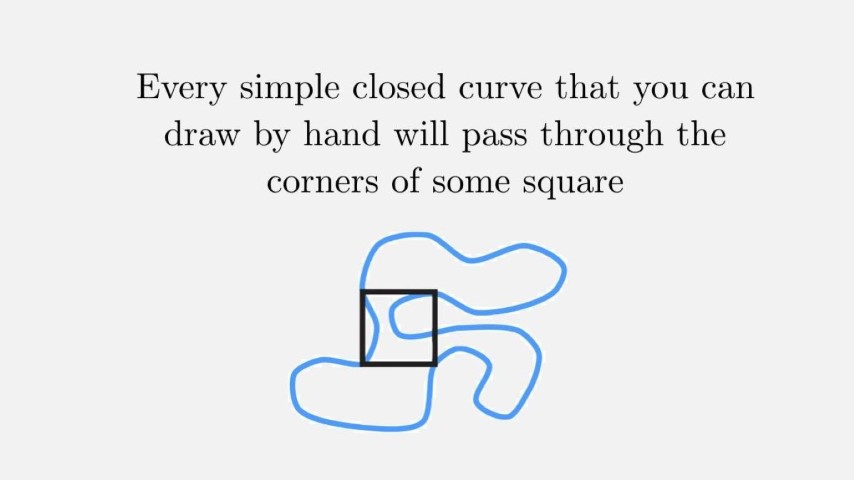 Every simple closed curve that you can
draw by hand will pass through the
corners of some square